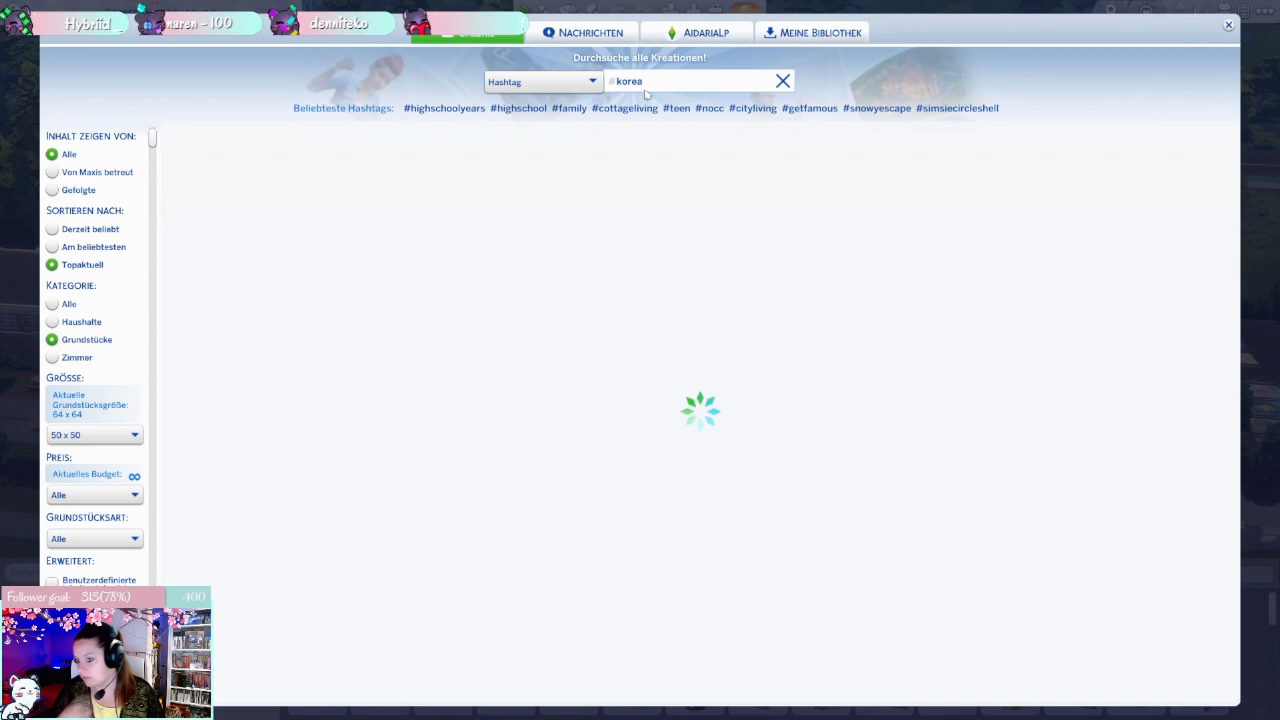 Hybriid_
maren - 100
denniteko
Nachrichten
Aidarialp
Meine Bibliothek
Durchsuche alle Kreationen!
Hashtag
#korea
Beliebteste Hashtags: #highschoolyears #highschool #family #cottageliving #teen #nocc #cityliving #getfamous #snowyescape #simsiecircleshell
Inhalt zeigen von:
Alle
Von Maxis betreut
Gefolgte
Sortieren nach:
Derzeit beliebt
Am beliebtesten
Topaktuell
Kategorie:
Alle
Haushalte
Grundstücke
Zimmer
Grösse:
Aktuelle
Grundstücksgröße:
64 x 64
50 x 50
Preis:
Aktuelles Budget: ∞
Alle
Grundstücksart:
Alle
Erweitert:
Benutzerdefinierte
Follower goal: 313(78%) 400